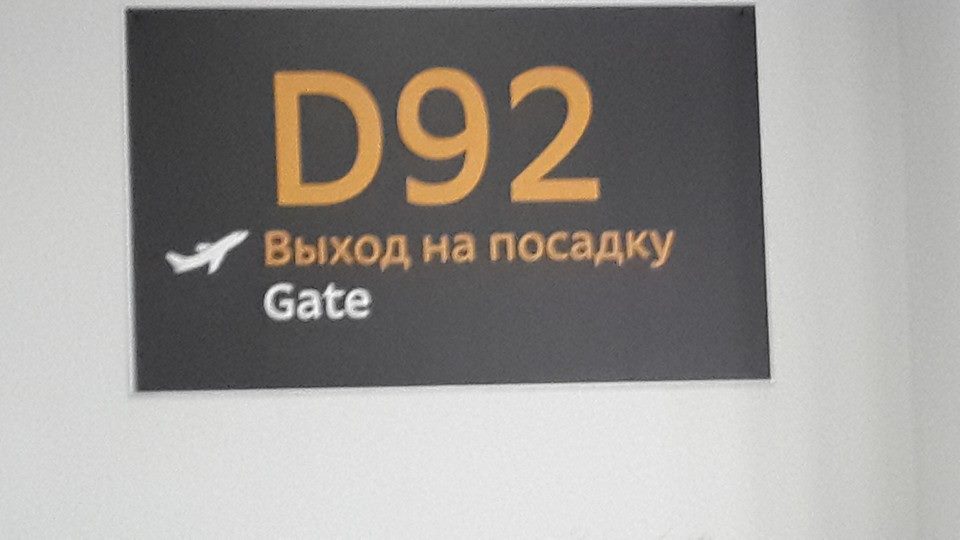 D92
Выход на посадку
Gate